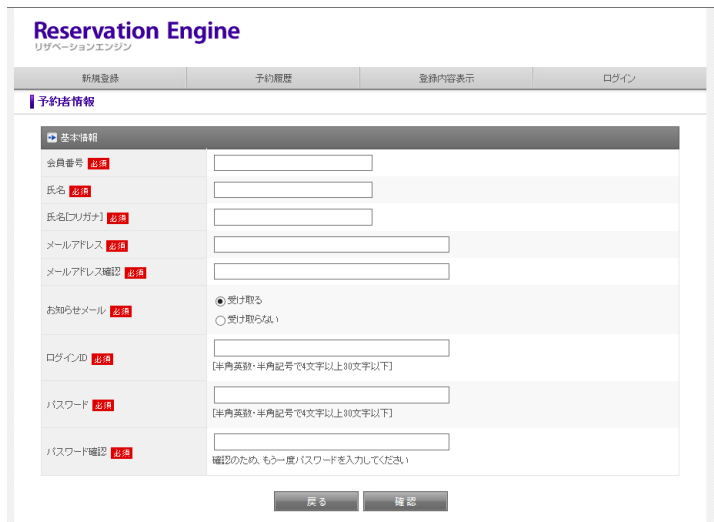 Reservation Engine
リザベーションエンジン
新規登録 予約履歴 登録内容表示 ログイン
予約者情報
基本情報
会員番号 必須
氏名 必須
氏名[フリガナ] 必須
メールアドレス 必須
メールアドレス確認 必須
お知らせメール 必須
受け取る
受け取らない
ログインID 必須
[半角英数・半角記号で4文字以上30文字以下]
パスワード 必須
[半角英数・半角記号で4文字以上30文字以下]
パスワード確認 必須
確認のため、もう一度パスワードを入力してください
戻る 確認